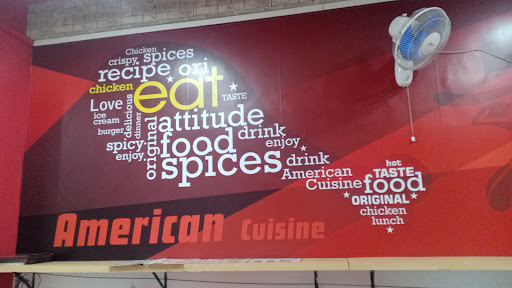 Chicken
crispy spices
recipe ori
chicken eat
TASTE
Love
ice
cream
burger
delicious
dinner
original
attitude
spicy food drink
enjoy
enjoy
spices drink
American
Cuisine
hot
TASTE
food
ORIGINAL
chicken
lunch
American Cuisine